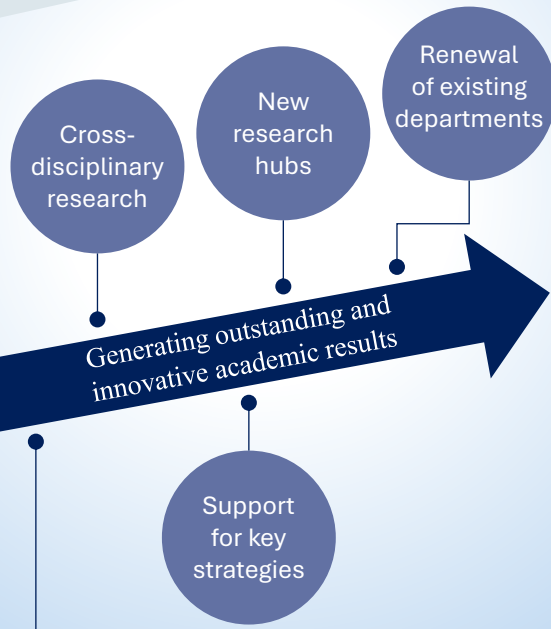 Renewal
of existing
departments
New
research
hubs
Cross-
disciplinary
research
Generating outstanding and
innovative academic results
Support
for key
strategies